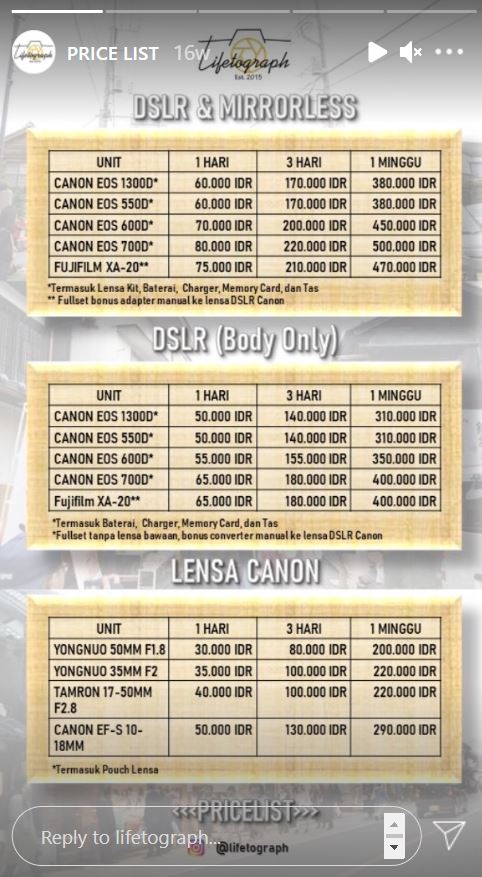 PRICE LIST 16w
Lifetograph
Est. 2015
DSLR & MIRRORLESS
UNIT 1 HARI 3 HARI 1 MINGGU
CANON EOS 1300D* 60.000 IDR 170.000 IDR 380.000 IDR
CANON EOS 550D* 60.000 IDR 170.000 IDR 380.000 IDR
CANON EOS 600D* 70.000 IDR 200.000 IDR 450.000 IDR
CANON EOS 700D* 80.000 IDR 220.000 IDR 500.000 IDR
FUJIFILM XA-20** 75.000 IDR 210.000 IDR 470.000 IDR
*Termasuk Lensa Kit, Baterai, Charger, Memory Card, dan Tas
** Fullset bonus adapter manual ke lensa DSLR Canon
DSLR (Body Only)
UNIT 1 HARI 3 HARI 1 MINGGU
CANON EOS 1300D* 50.000 IDR 140.000 IDR 310.000 IDR
CANON EOS 550D* 50.000 IDR 140.000 IDR 310.000 IDR
CANON EOS 600D* 55.000 IDR 155.000 IDR 350.000 IDR
CANON EOS 700D* 65.000 IDR 180.000 IDR 400.000 IDR
Fujifilm XA-20** 65.000 IDR 180.000 IDR 400.000 IDR
*Termasuk Baterai, Charger, Memory Card, dan Tas
*Fullset tanpa lensa bawaan, bonus converter manual ke lensa DSLR Canon
LENSA CANON
UNIT 1 HARI 3 HARI 1 MINGGU
YONGNUO 50MM F1.8 30.000 IDR 80.000 IDR 200.000 IDR
YONGNUO 35MM F2 35.000 IDR 100.000 IDR 220.000 IDR
TAMRON 17-50MM 40.000 IDR 100.000 IDR 220.000 IDR
F2.8
CANON EF-S 10- 50.000 IDR 130.000 IDR 290.000 IDR
18MM
*Termasuk Pouch Lensa
<<<PRICELIST>>>
Reply to lifetograph...
@lifetograph